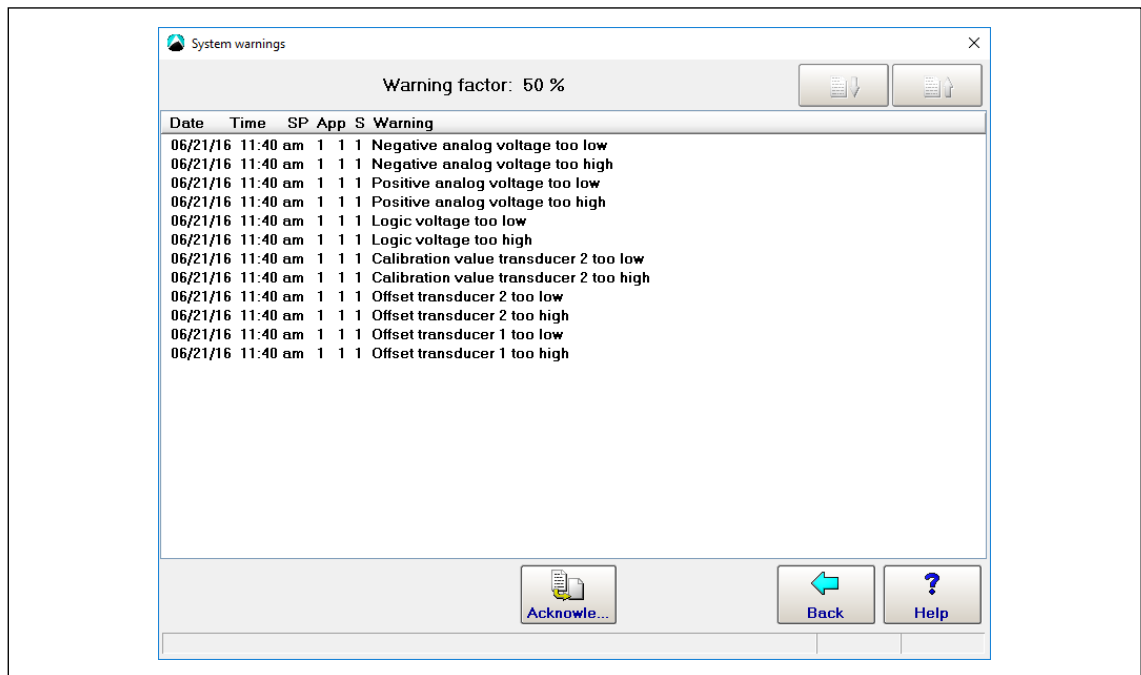 System warnings
Warning factor: 50 %
Date Time SP App S Warning
06/21/16 11:40 am 1 1 1 Negative analog voltage too low
06/21/16 11:40 am 1 1 1 Negative analog voltage too high
06/21/16 11:40 am 1 1 1 Positive analog voltage too low
06/21/16 11:40 am 1 1 1 Positive analog voltage too high
06/21/16 11:40 am 1 1 1 Logic voltage too low
06/21/16 11:40 am 1 1 1 Logic voltage too high
06/21/16 11:40 am 1 1 1 Calibration value transducer 2 too low
06/21/16 11:40 am 1 1 1 Calibration value transducer 2 too high
06/21/16 11:40 am 1 1 1 Offset transducer 2 too low
06/21/16 11:40 am 1 1 1 Offset transducer 2 too high
06/21/16 11:40 am 1 1 1 Offset transducer 1 too low
06/21/16 11:40 am 1 1 1 Offset transducer 1 too high
Acknowle... Back Help